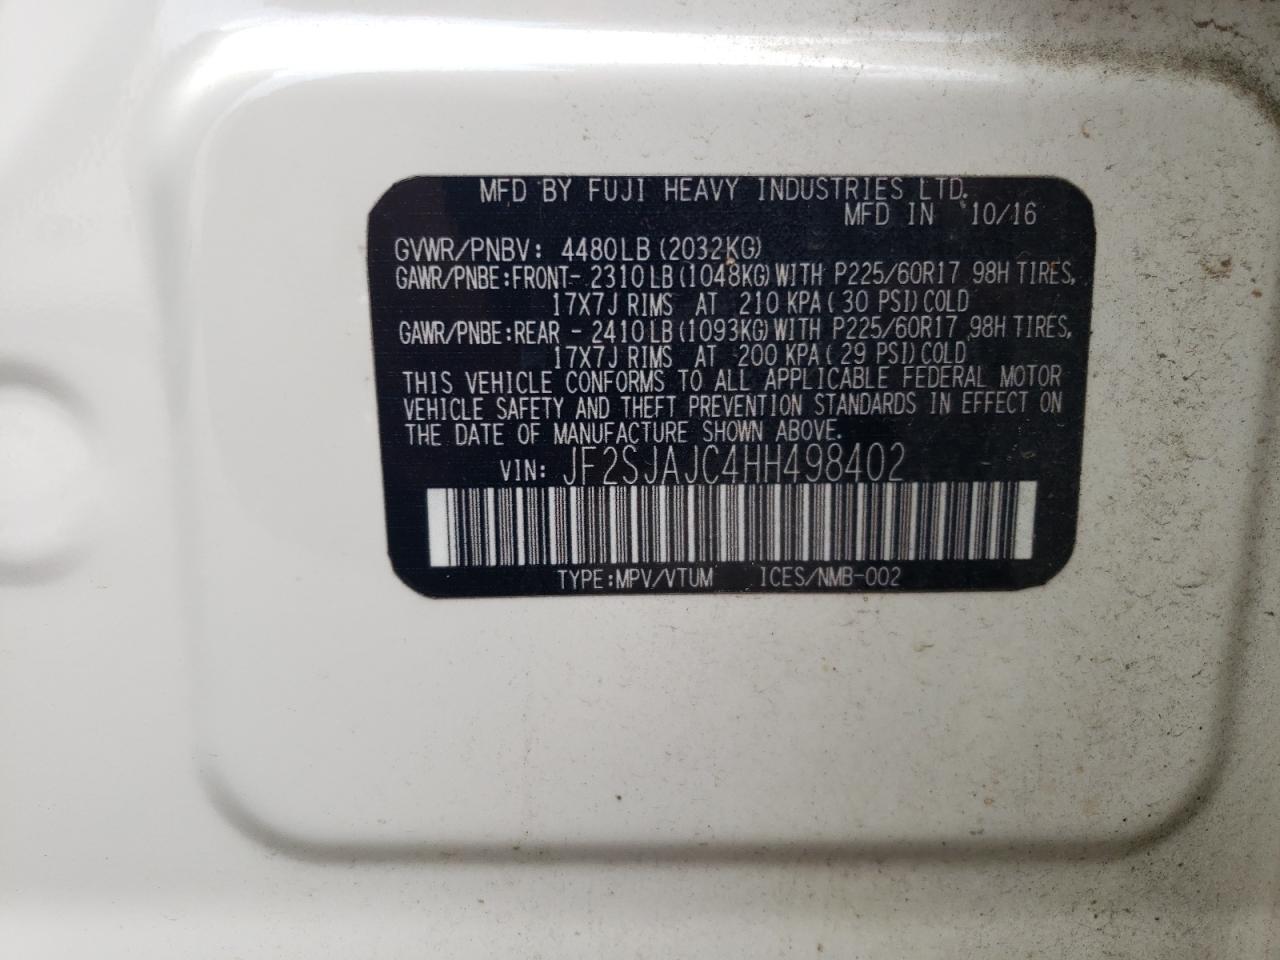 MFD BY FUJI HEAVY INDUSTRIES LTD.
MFD IN 10/16
GVWR/PNBV: 4480LB (2032KG)
GAWR/PNBE:FRONT- 2310LB(1048KG)WITH P225/60R17 98H TIRES,
17X7J RIMS AT 210 KPA(30 PSI)COLD
GAWR/PNBE:REAR - 2410LB(1093KG)WITH P225/60R17 98H TIRES,
17X7J RIMS AT 200 KPA(29 PSI)COLD
THIS VEHICLE CONFORMS TO ALL APPLICABLE FEDERAL MOTOR
VEHICLE SAFETY AND THEFT PREVENTION STANDARDS IN EFFECT ON
THE DATE OF MANUFACTURE SHOWN ABOVE.
VIN: JF2SJAJC4HH498402
TYPE:MPV/VTUM ICES/NMB-002